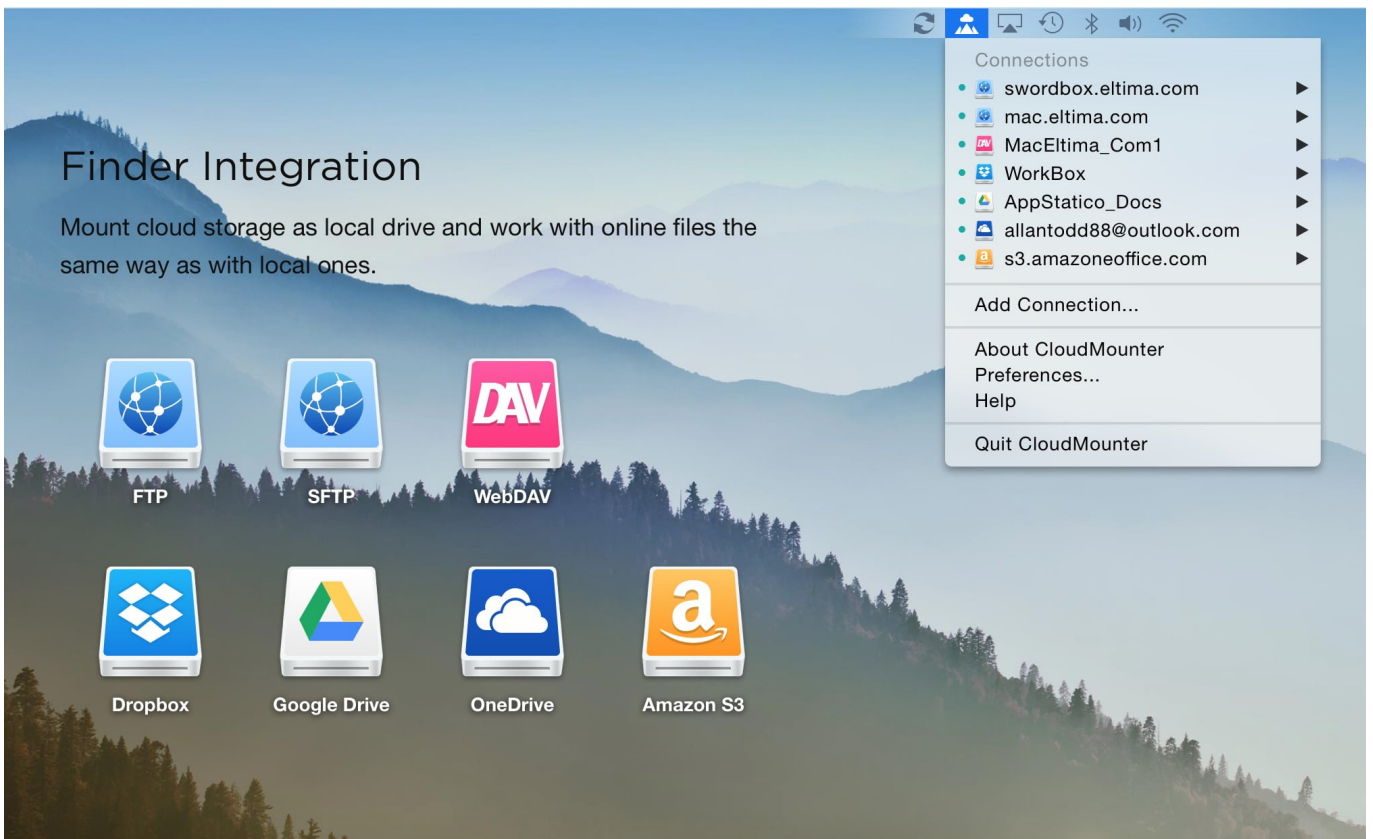 Connections
swordbox.eltima.com
mac.eltima.com
MacEltima_Com1
WorkBox
AppStatico_Docs
allantodd88@outlook.com
s3.amazoneoffice.com
Add Connection...
About CloudMounter
Preferences...
Help
Quit CloudMounter
Finder Integration
Mount cloud storage as local drive and work with online files the
same way as with local ones.
DAV
FTP
SFTP
WebDAV
a
Dropbox
Google Drive
OneDrive
Amazon S3